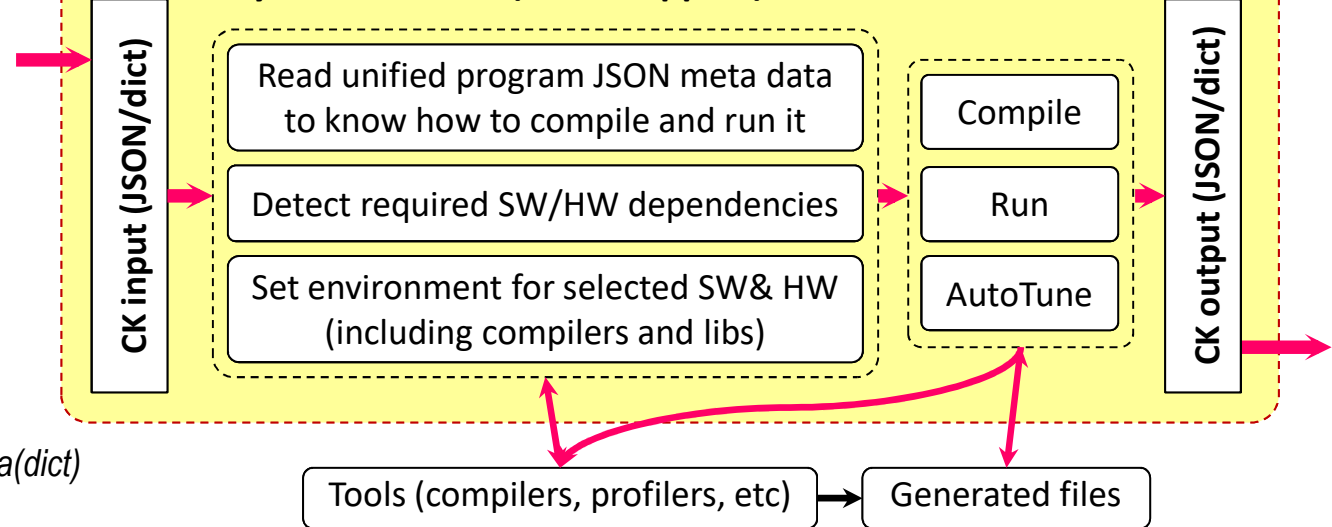 CK input (JSON/dict)
Read unified program JSON meta data
to know how to compile and run it
Detect required SW/HW dependencies
Set environment for selected SW& HW
(including compilers and libs)
Compile
Run
AutoTune
CK output (JSON/dict)
a(dict)
Tools (compilers, profilers, etc)
Generated files